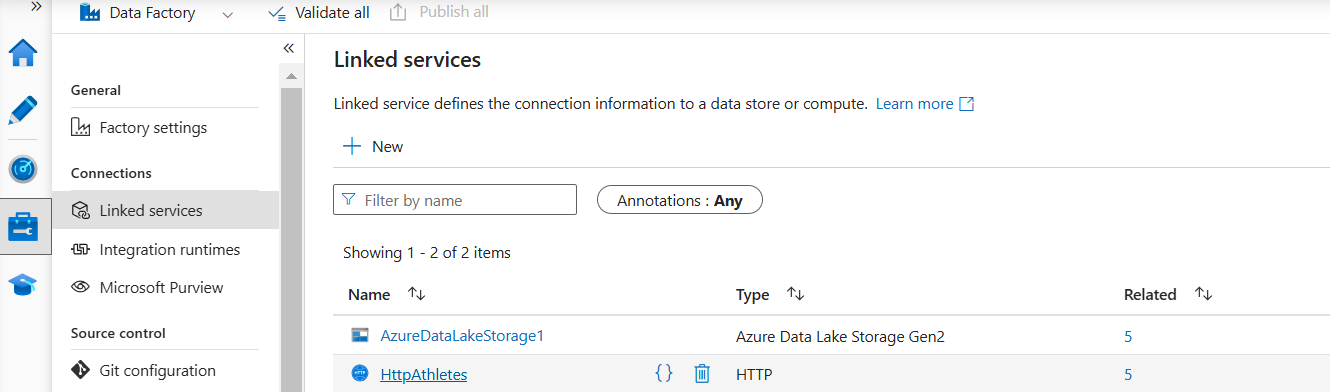 Data Factory
Validate all
Publish all
General
Factory settings
Connections
Linked services
Integration runtimes
Microsoft Purview
Source control
Git configuration
Linked services
Linked service defines the connection information to a data store or compute. Learn more
New
Filter by name
Annotations : Any
Showing 1 - 2 of 2 items
Name Type Related
AzureDataLakeStorage1 Azure Data Lake Storage Gen2 5
HttpAthletes {} HTTP 5